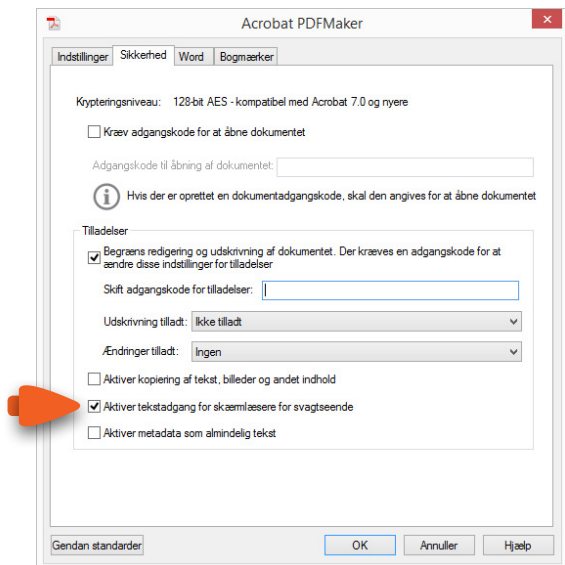 Acrobat PDFMaker
Indstillinger Sikkerhed Word Bogmærker
Krypteringsniveau: 128-bit AES - kompatibel med Acrobat 7.0 og nyere
Kræv adgangskode for at åbne dokumentet
Adgangskode til åbning af dokumentet:
Hvis der er oprettet en dokumentadgangskode, skal den angives for at åbne dokumentet
Tilladelser
Begræns redigering og udskrivning af dokumentet. Der kræves en adgangskode for at
ændre disse indstillinger for tilladelser
Skift adgangskode for tilladelser:
Udskrivning tilladt: Ikke tilladt
Ændringer tilladt: Ingen
Aktiver kopiering af tekst, billeder og andet indhold
Aktiver tekstadgang for skærmlæsere for svagtseende
Aktiver metadata som almindelig tekst
Gendan standarder OK Annuller Hjælp